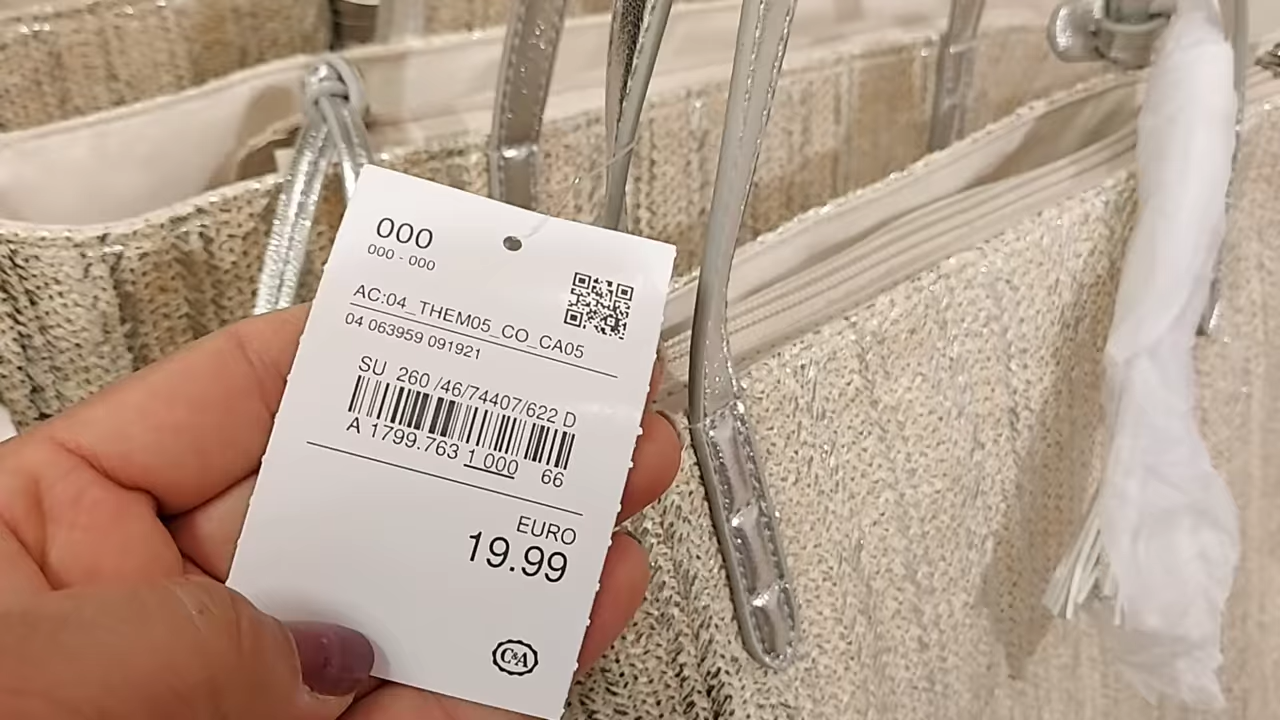 000
000 - 000
AC:04_THEM05_CO_CA05
04 063959 091921
SU 260 /46/74407/622 D
A 1799.763 1 000 66
EURO
19.99
C&A